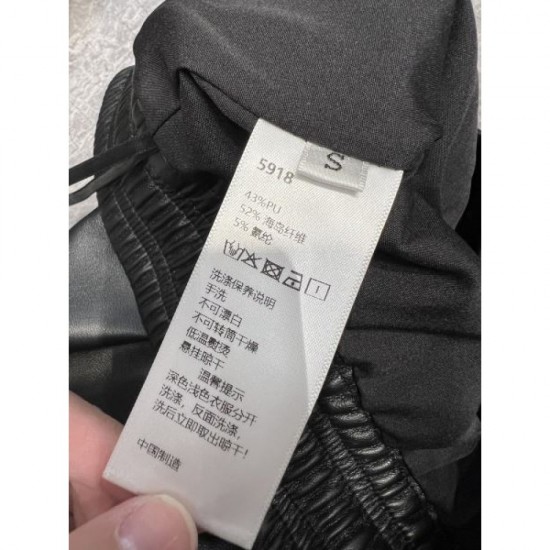 S
5918
43%PU
52% 海岛纤维
5% 氨纶
洗涤保养说明
手洗
不可漂白
不可转筒干燥
低温熨烫
悬挂晾干
温馨提示
深色浅色衣服分开
洗涤，反面洗涤，
洗后立即取出晾干！
中国制造